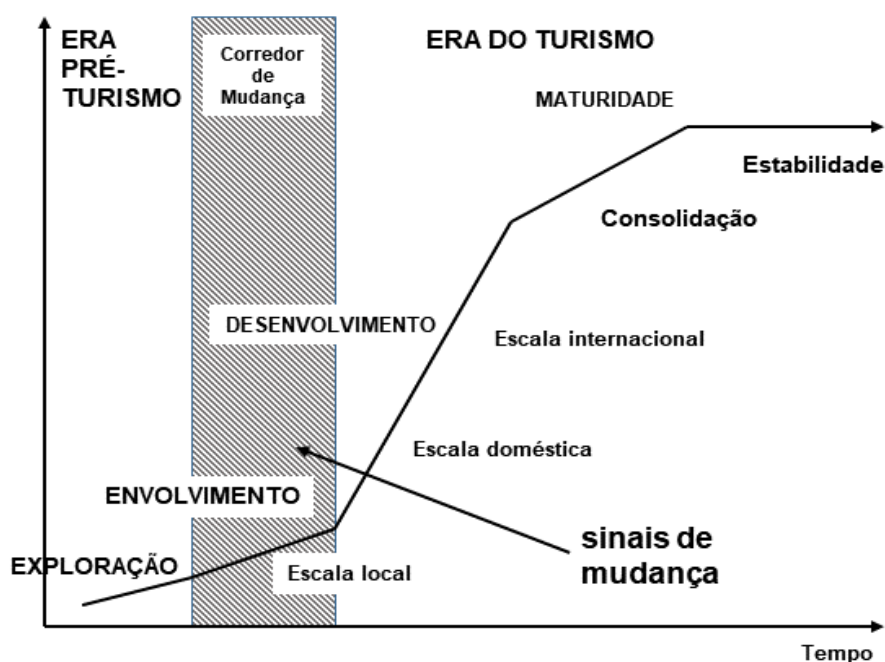 ERA
PRÉ-
TURISMO
Corredor
de
Mudança
ERA DO TURISMO
MATURIDADE
Estabilidade
Consolidação
DESENVOLVIMENTO
Escala internacional
Escala doméstica
ENVOLVIMENTO
sinais de
mudança
EXPLORAÇÃO
Escala local
Tempo